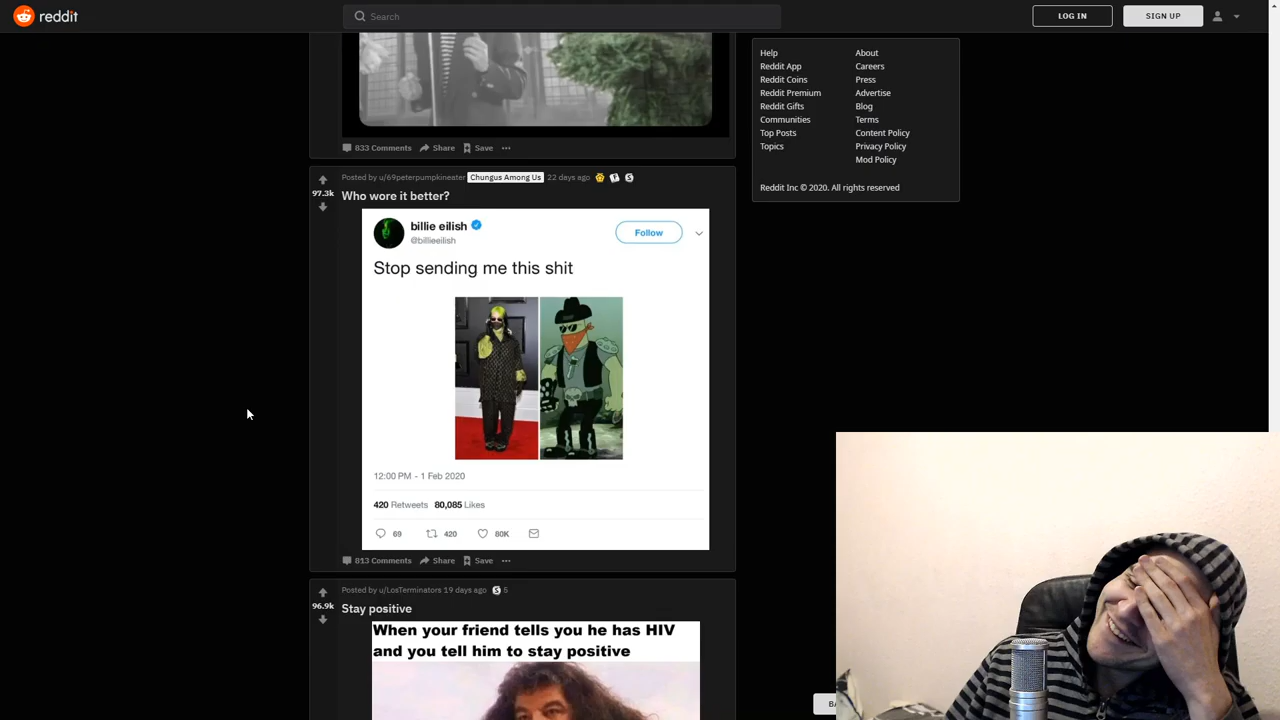 reddit
Search
LOG IN
SIGN UP
Help
About
Reddit App
Careers
Reddit Coins
Press
Reddit Premium
Advertise
Reddit Gifts
Blog
Communities
Terms
Top Posts
Content Policy
Topics
Privacy Policy
Mod Policy
Reddit Inc © 2020. All rights reserved
833 Comments Share Save
Posted by u/69peterpumpkineater Chungus Among Us 22 days ago
97.3k
Who wore it better?
billie eilish
@billieeilish
Follow
Stop sending me this shit
12:00 PM - 1 Feb 2020
420 Retweets 80,085 Likes
69 420 80K
813 Comments Share Save
Posted by u/LosTerminators 19 days ago 5
96.9k
Stay positive
When your friend tells you he has HIV
and you tell him to stay positive